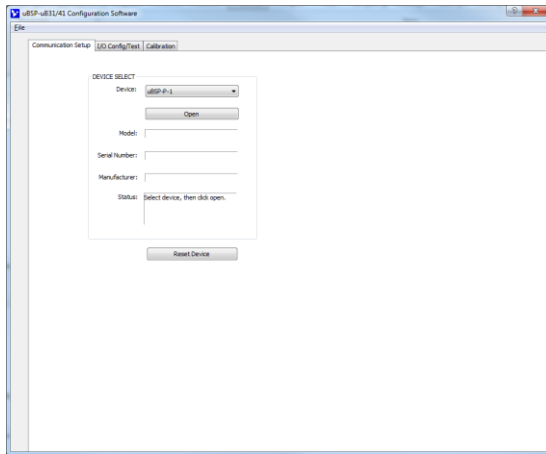 uBSP-uB31/41 Configuration Software
File
Communication Setup I/O Config/Test Calibration
DEVICE SELECT
Device: uBSP-P-1
Open
Model:
Serial Number:
Manufacturer:
Status: Select device, then click open.
Reset Device